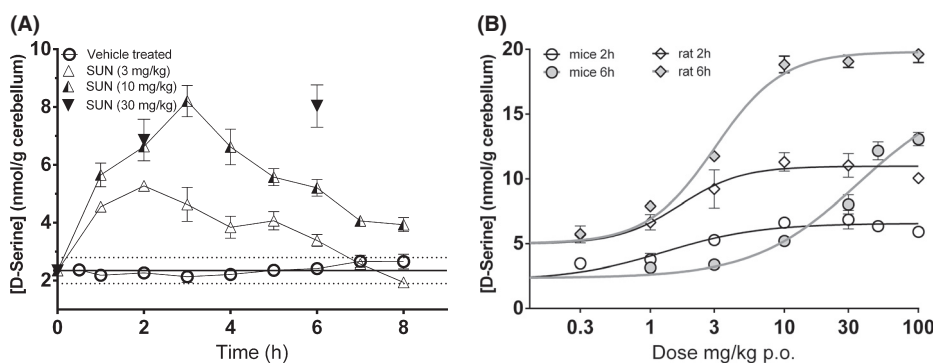 (A)
[D-Serine] (nmol/g cerebellum)
10
8
6
4
2
Vehicle treated
SUN (3 mg/kg)
SUN (10 mg/kg)
SUN (30 mg/kg)
0 2 4 6 8
Time (h)
(B)
[D-Serine] (nmol/g cerebellum)
20
15
10
5
0
mice 2h rat 2h
mice 6h rat 6h
0.3 1 3 10 30 100
Dose mg/kg p.o.